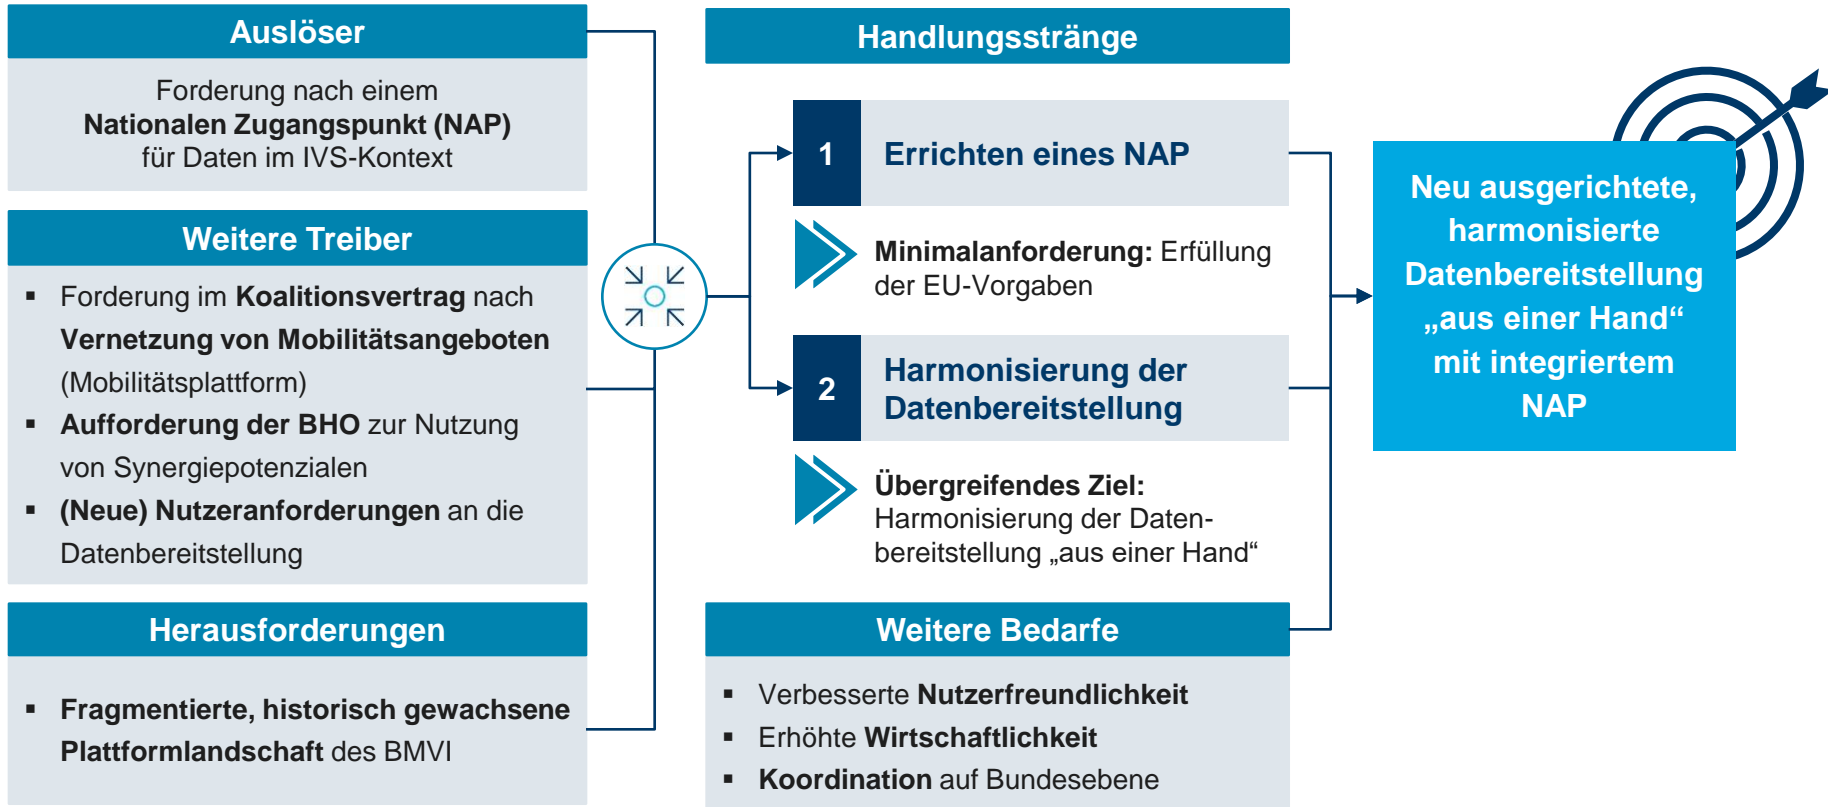 Auslöser
Forderung nach einem
Nationalen Zugangspunkt (NAP)
für Daten im IVS-Kontext
Weitere Treiber
▪ Forderung im Koalitionsvertrag nach
Vernetzung von Mobilitätsangeboten
(Mobilitätsplattform)
▪ Aufforderung der BHO zur Nutzung
von Synergiepotenzialen
▪ (Neue) Nutzeranforderungen an die
Datenbereitstellung
Herausforderungen
▪ Fragmentierte, historisch gewachsene
Plattformlandschaft des BMVI
Handlungsstränge
1 Errichten eines NAP
Minimalanforderung: Erfüllung
der EU-Vorgaben
2 Harmonisierung der
Datenbereitstellung
Übergreifendes Ziel:
Harmonisierung der Daten-
bereitstellung „aus einer Hand“
Weitere Bedarfe
▪ Verbesserte Nutzerfreundlichkeit
▪ Erhöhte Wirtschaftlichkeit
▪ Koordination auf Bundesebene
Neu ausgerichtete,
harmonisierte
Datenbereitstellung
„aus einer Hand“
mit integriertem
NAP